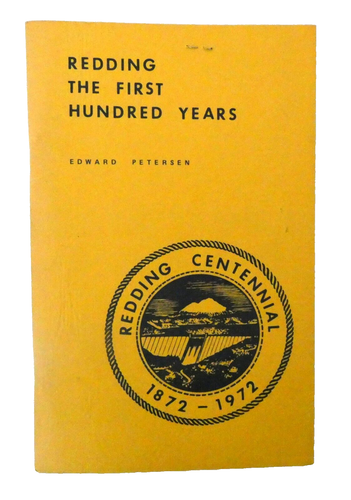 REDDING
THE FIRST
HUNDRED YEARS
EDWARD PETERSEN
REDDING CENTENNIAL
1872 - 1972